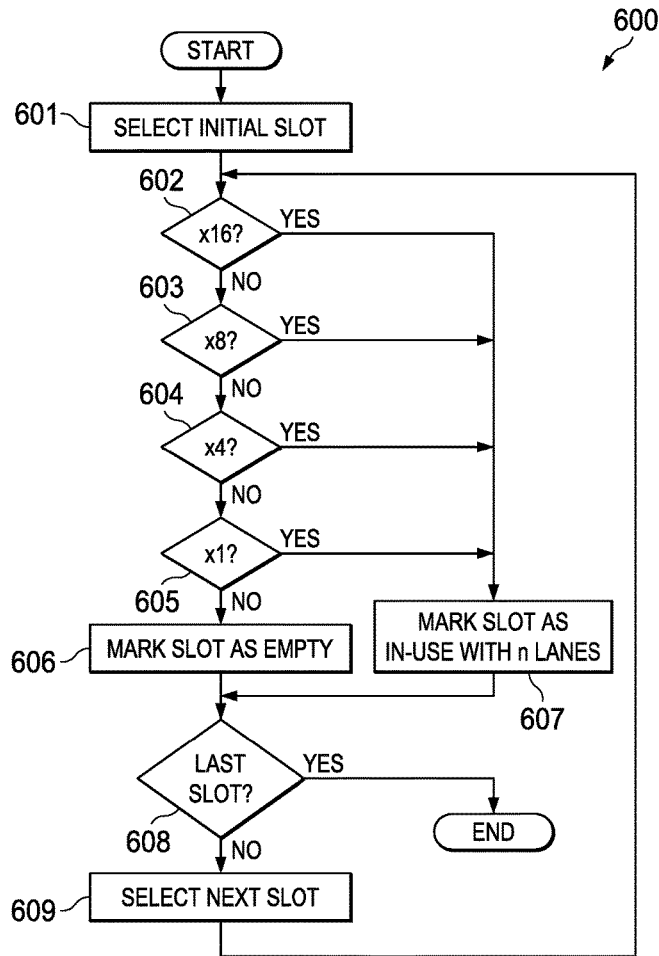 600
START
601
SELECT INITIAL SLOT
602
x16?
YES
NO
603
x8?
YES
NO
604
x4?
YES
NO
x1?
YES
605
NO
606
MARK SLOT AS EMPTY
MARK SLOT AS
IN-USE WITH n LANES
607
LAST
SLOT?
YES
608
NO
END
609
SELECT NEXT SLOT